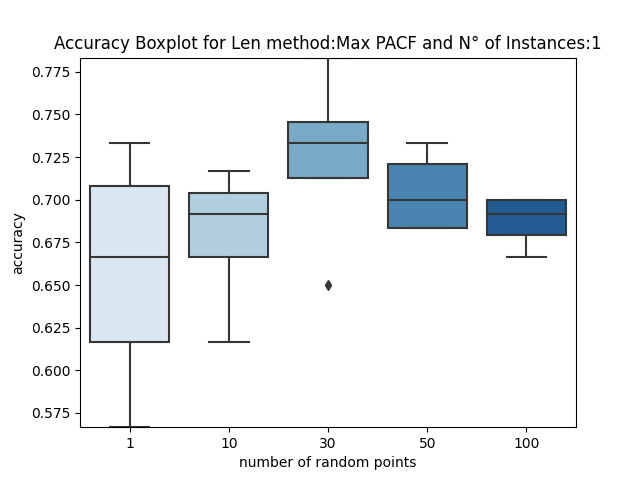 Accuracy Boxplot for Len method:Max PACF and N° of Instances:1
accuracy
0.775
0.750
0.725
0.700
0.675
0.650
0.625
0.600
0.575
1 10 30 50 100
number of random points